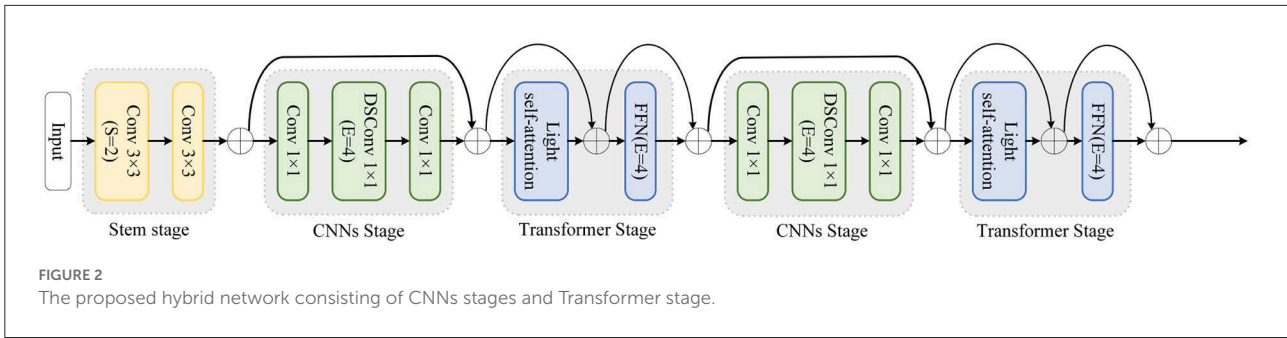 Input
Conv 3×3
(S=2)
Conv 3×3
Stem stage
Conv 1×1
DSConv 1×1
(E=4)
Conv 1×1
CNNs Stage
Light
self-attention
FFN(E=4)
Transformer Stage
Conv 1×1
DSConv 1×1
(E=4)
Conv 1×1
CNNs Stage
Light
self-attention
FFN(E=4)
Transformer Stage
FIGURE 2
The proposed hybrid network consisting of CNNs stages and Transformer stage.